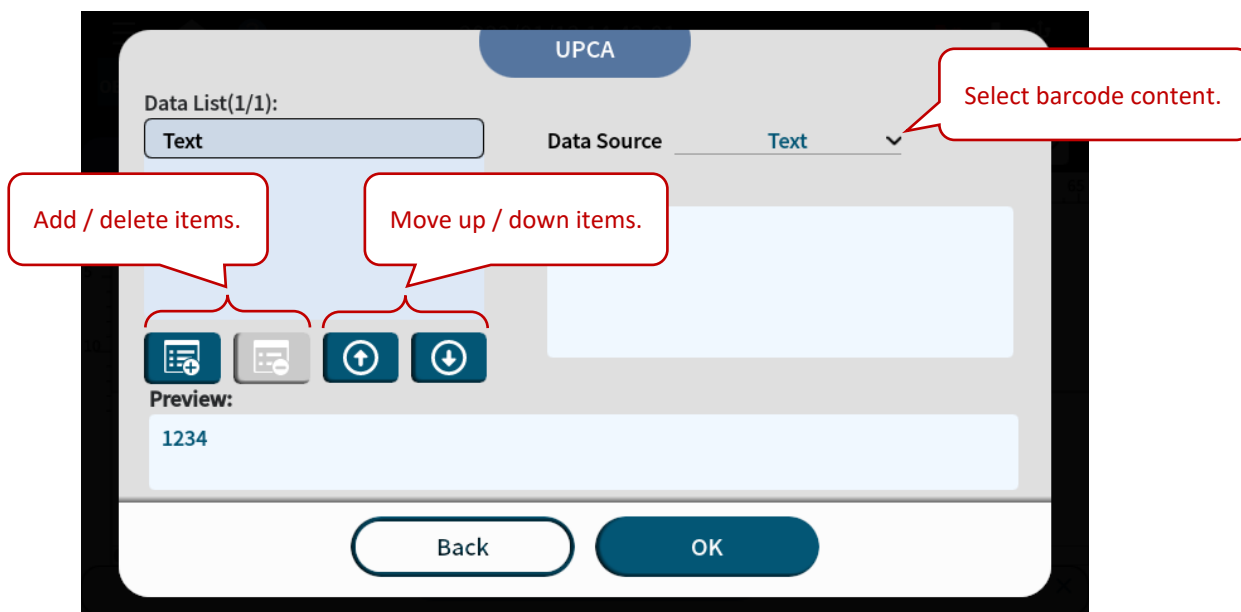 UPCA
Data List(1/1):
Select barcode content.
Text
Data Source Text
Add / delete items.
Move up / down items.
Preview:
1234
Back
OK